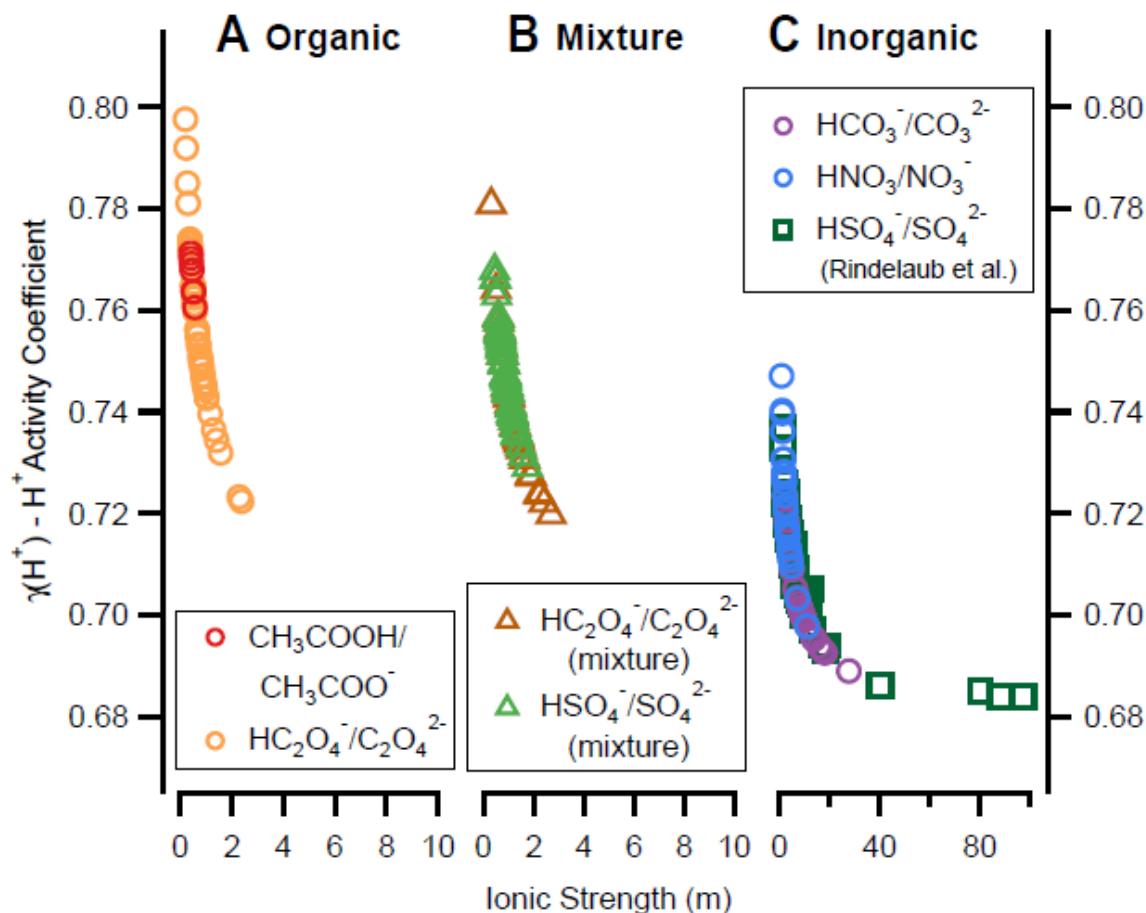 A Organic
B Mixture
C Inorganic
γ(H⁺) - H⁺ Activity Coefficient
0.80
0.78
0.76
0.74
0.72
0.70
0.68
CH₃COOH/
CH₃COO⁻
HC₂O₄⁻/C₂O₄²⁻
HC₂O₄⁻/C₂O₄²⁻
(mixture)
HSO₄⁻/SO₄²⁻
(mixture)
HCO₃⁻/CO₃²⁻
HNO₃/NO₃⁻
HSO₄⁻/SO₄²⁻
(Rindelaub et al.)
0.80
0.78
0.76
0.74
0.72
0.70
0.68
0 2 4 6 8 10
0 2 4 6 8 10
0 40 80
Ionic Strength (m)